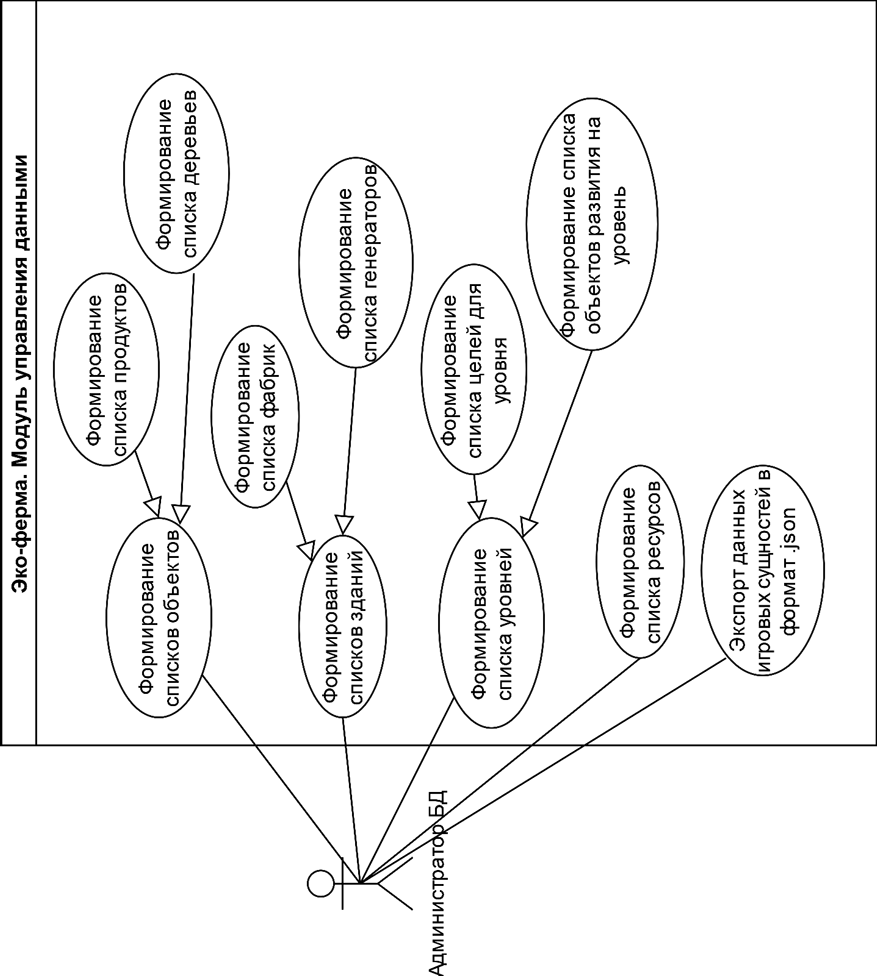 Эко-ферма. Модуль управления данными
Формирование
списка продуктов
Формирование
списка деревьев
Формирование
списков объектов
Формирование
списка фабрик
Формирование
списка генераторов
Формирование
списков зданий
Формирование
списка целей для
уровня
Формирование списка
объектов развития на
уровень
Формирование
списка уровней
Формирование
списка ресурсов
Экспорт данных
игровых сущностей в
формат .json
Администратор БД